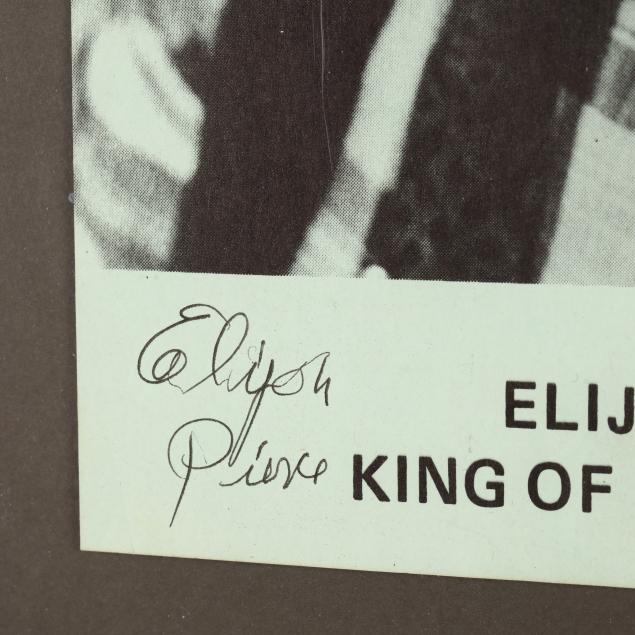 Elijah
Pierce
ELIJ
KING OF